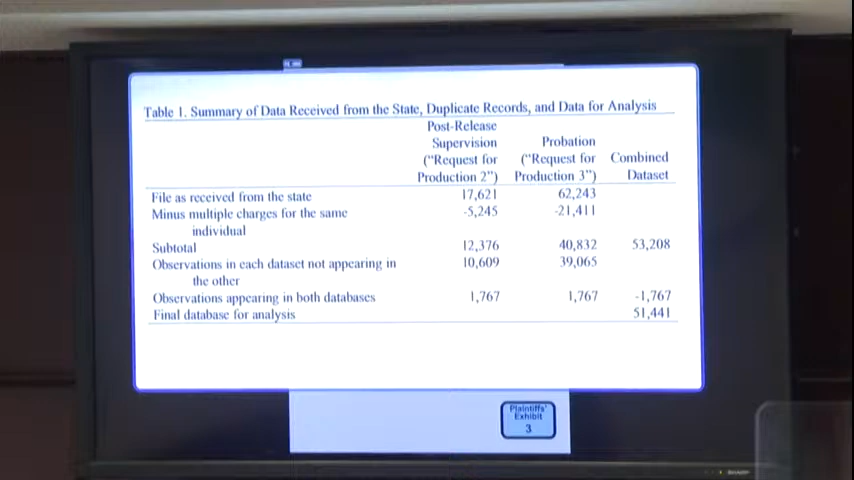 Table 1. Summary of Data Received from the State, Duplicate Records, and Data for Analysis
Post-Release
Supervision Probation
("Request for ("Request for Combined
Production 2") Production 3") Dataset
File as received from the state 17,621 62,243
Minus multiple charges for the same -5,245 -21,411
individual
Subtotal 12,376 40,832 53,208
Observations in each dataset not appearing in 10,609 39,065
the other
Observations appearing in both databases 1,767 1,767 -1,767
Final database for analysis 51,441
Plaintiffs'
Exhibit
3